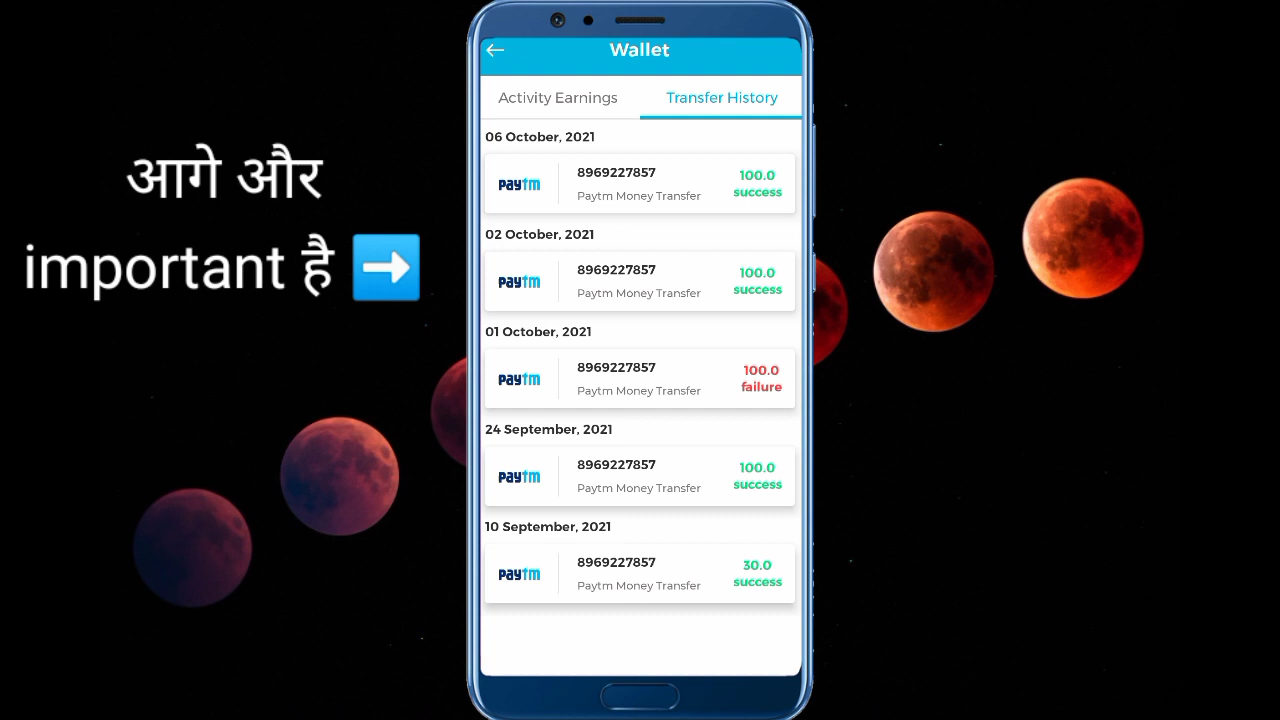 आगे और
important है ➡
Wallet
Activity Earnings
Transfer History
06 October, 2021
paytm
8969227857
Paytm Money Transfer
100.0
success
02 October, 2021
paytm
8969227857
Paytm Money Transfer
100.0
success
01 October, 2021
paytm
8969227857
Paytm Money Transfer
100.0
failure
24 September, 2021
paytm
8969227857
Paytm Money Transfer
100.0
success
10 September, 2021
paytm
8969227857
Paytm Money Transfer
30.0
success